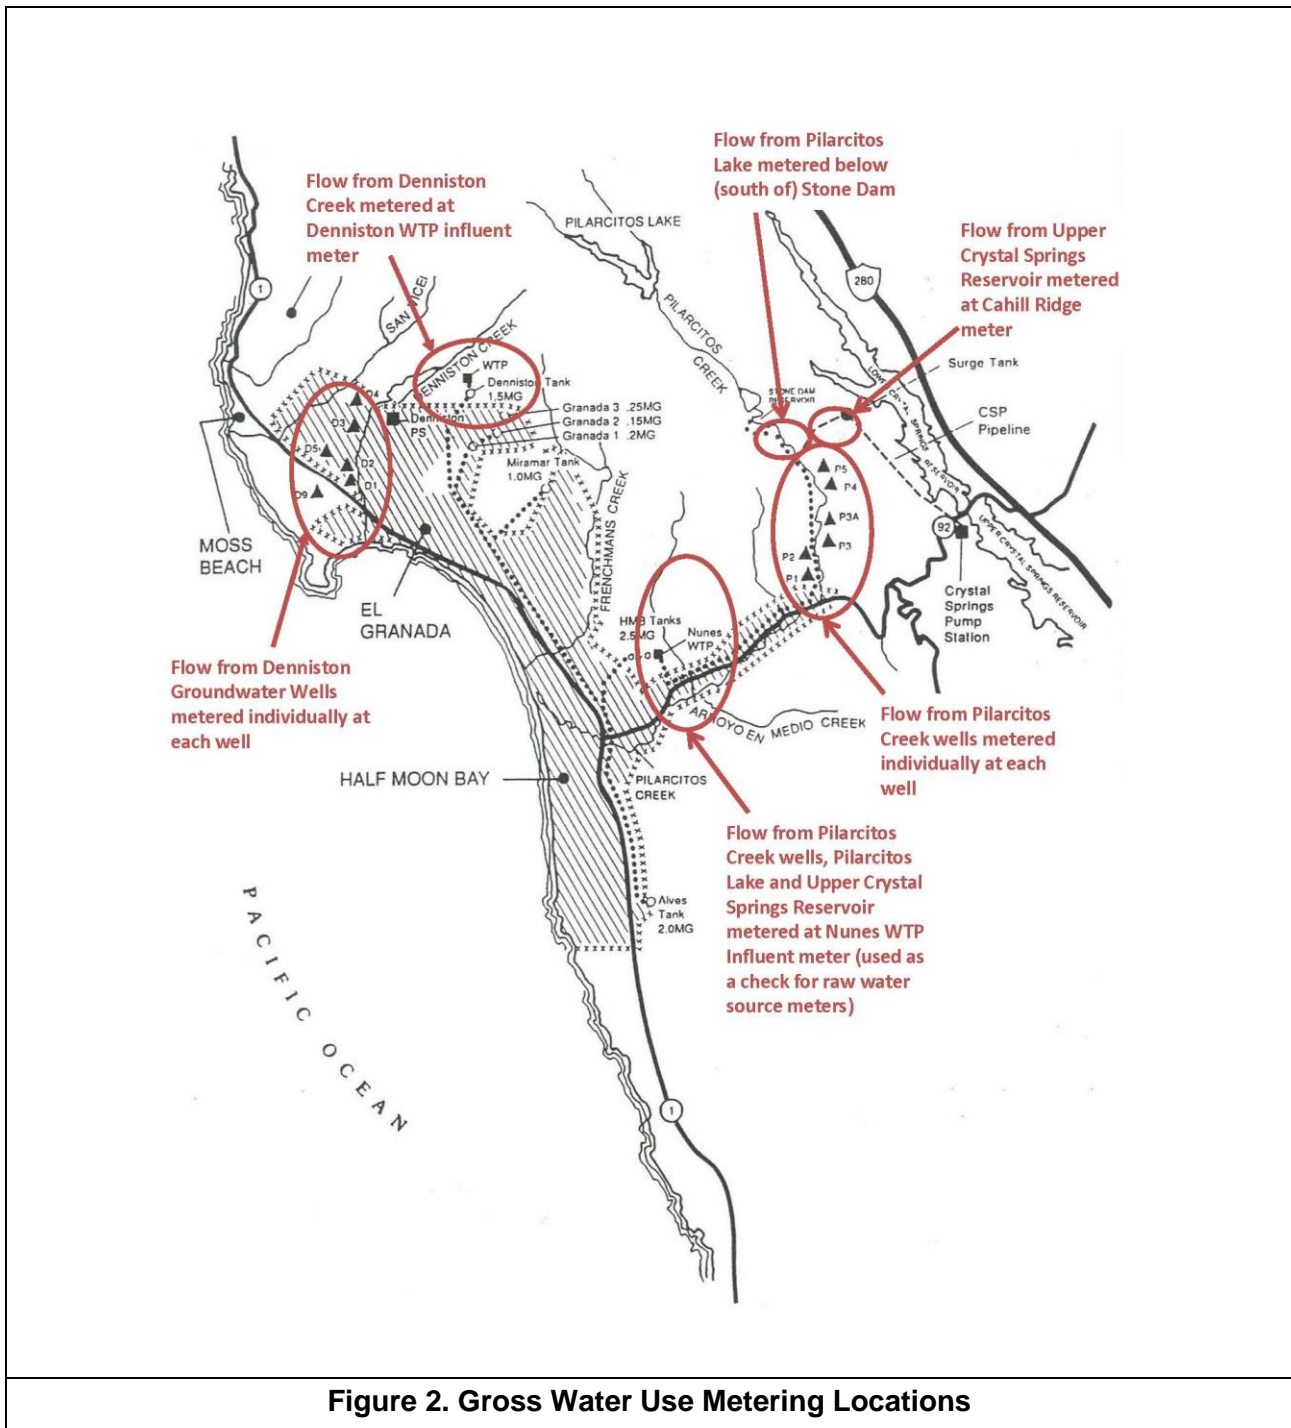 Flow from Pilarcitos
Lake metered below
(south of) Stone Dam
Flow from Denniston
Creek metered at
Denniston WTP influent
meter
Flow from Upper
Crystal Springs
Reservoir metered
at Cahill Ridge
meter
PILARCITOS LAKE
280
1
SAN VICEI
PILARCITOS
CREEK
DENNISTON CREEK
WTP
Denniston Tank
1.5MG
Surge Tank
LOWER CRYSTAL
SPRINGS RESERVOIR
STONE DAM
RESERVOIR
CSP
Pipeline
D4
D3
Denniston
PS
Granada 3 .25MG
Granada 2 .15MG
Granada 1 .2MG
D5
D2
D1
D9
Miramar Tank
1.0MG
P5
P4
P3A
P3
P2
P1
92
UPPER CRYSTAL SPRINGS RESERVOIR
MOSS
BEACH
FRENCHMANS CREEK
Crystal
Springs
Pump
Station
EL
GRANADA
HMB Tanks
2.5MG
Nunes
WTP
Flow from Denniston
Groundwater Wells
metered individually at
each well
ARROYO EN MEDIO CREEK
Flow from Pilarcitos
Creek wells metered
individually at each
well
HALF MOON BAY
PILARCITOS
CREEK
Flow from Pilarcitos
Creek wells, Pilarcitos
Lake and Upper Crystal
Springs Reservoir
metered at Nunes WTP
Influent meter (used as
a check for raw water
source meters)
Alves
Tank
2.0MG
PACIFIC OCEAN
1
Figure 2. Gross Water Use Metering Locations